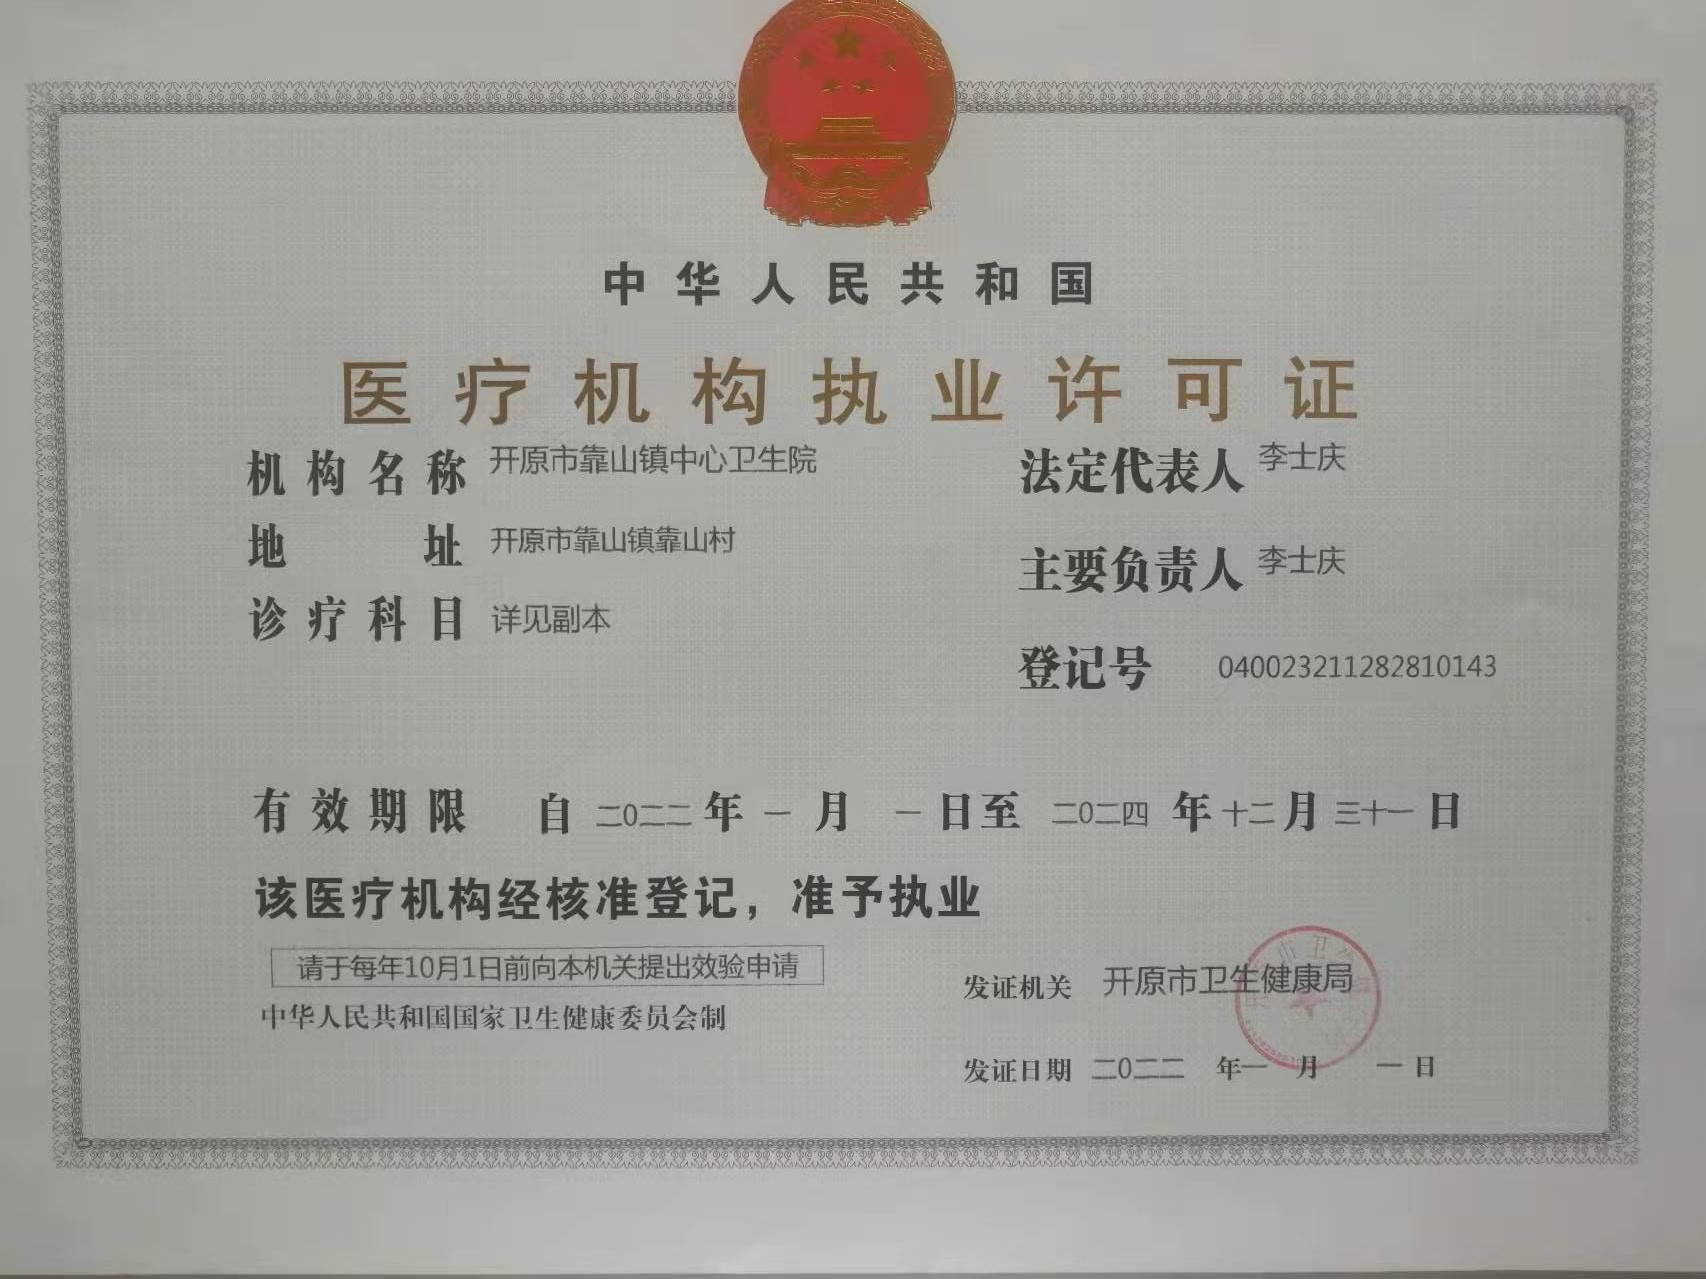 中华人民共和国
医疗机构执业许可证
机构名称 开原市靠山镇中心卫生院
法定代表人 李士庆
地址 开原市靠山镇靠山村
主要负责人 李士庆
诊疗科目 详见副本
登记号 040023211282810143
有效期限 自二〇二二年一月一日至二〇二四年十二月三十一日
该医疗机构经核准登记，准予执业
请于每年10月1日前向本机关提出效验申请
中华人民共和国国家卫生健康委员会制
发证机关 开原市卫生健康局
发证日期 二〇二二年一月一日